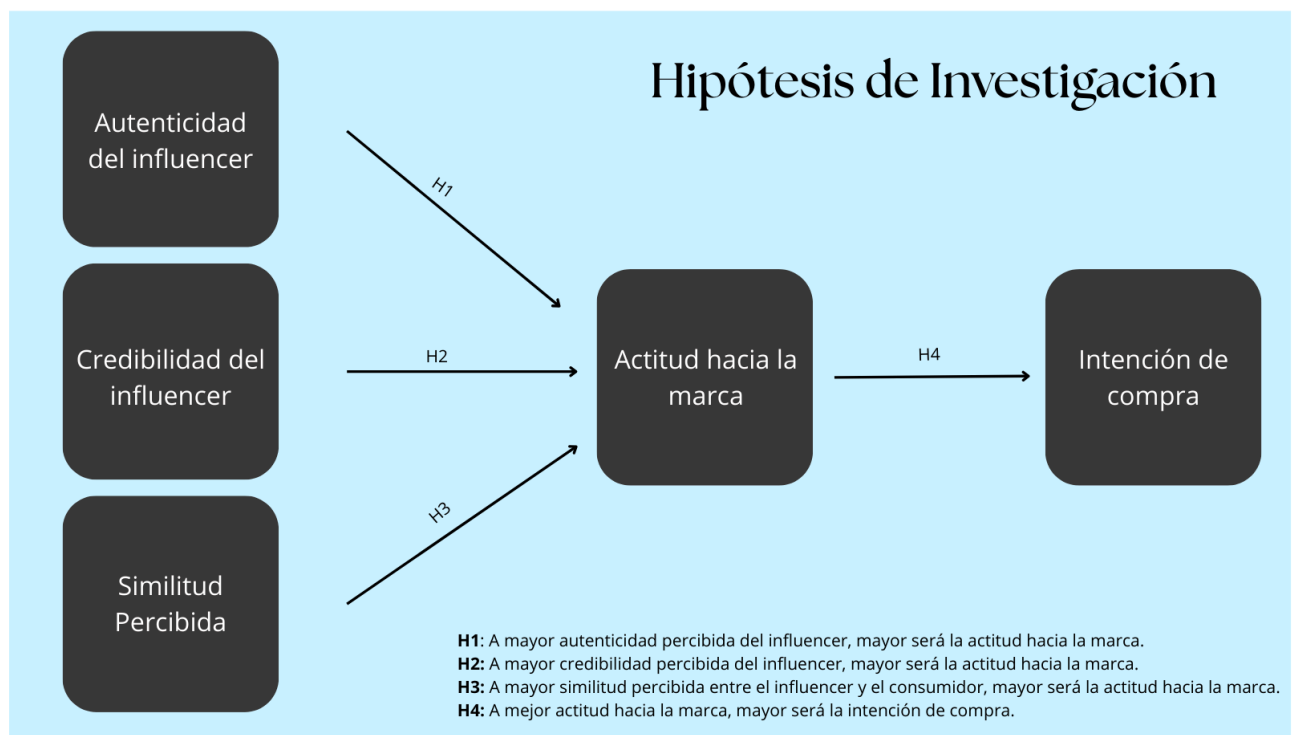 Hipótesis de Investigación
Autenticidad
del influencer
H1
Credibilidad del
influencer
H2
Actitud hacia la
marca
H4
Intención de
compra
Similitud
Percibida
H3
H1: A mayor autenticidad percibida del influencer, mayor será la actitud hacia la marca.
H2: A mayor credibilidad percibida del influencer, mayor será la actitud hacia la marca.
H3: A mayor similitud percibida entre el influencer y el consumidor, mayor será la actitud hacia la marca.
H4: A mejor actitud hacia la marca, mayor será la intención de compra.